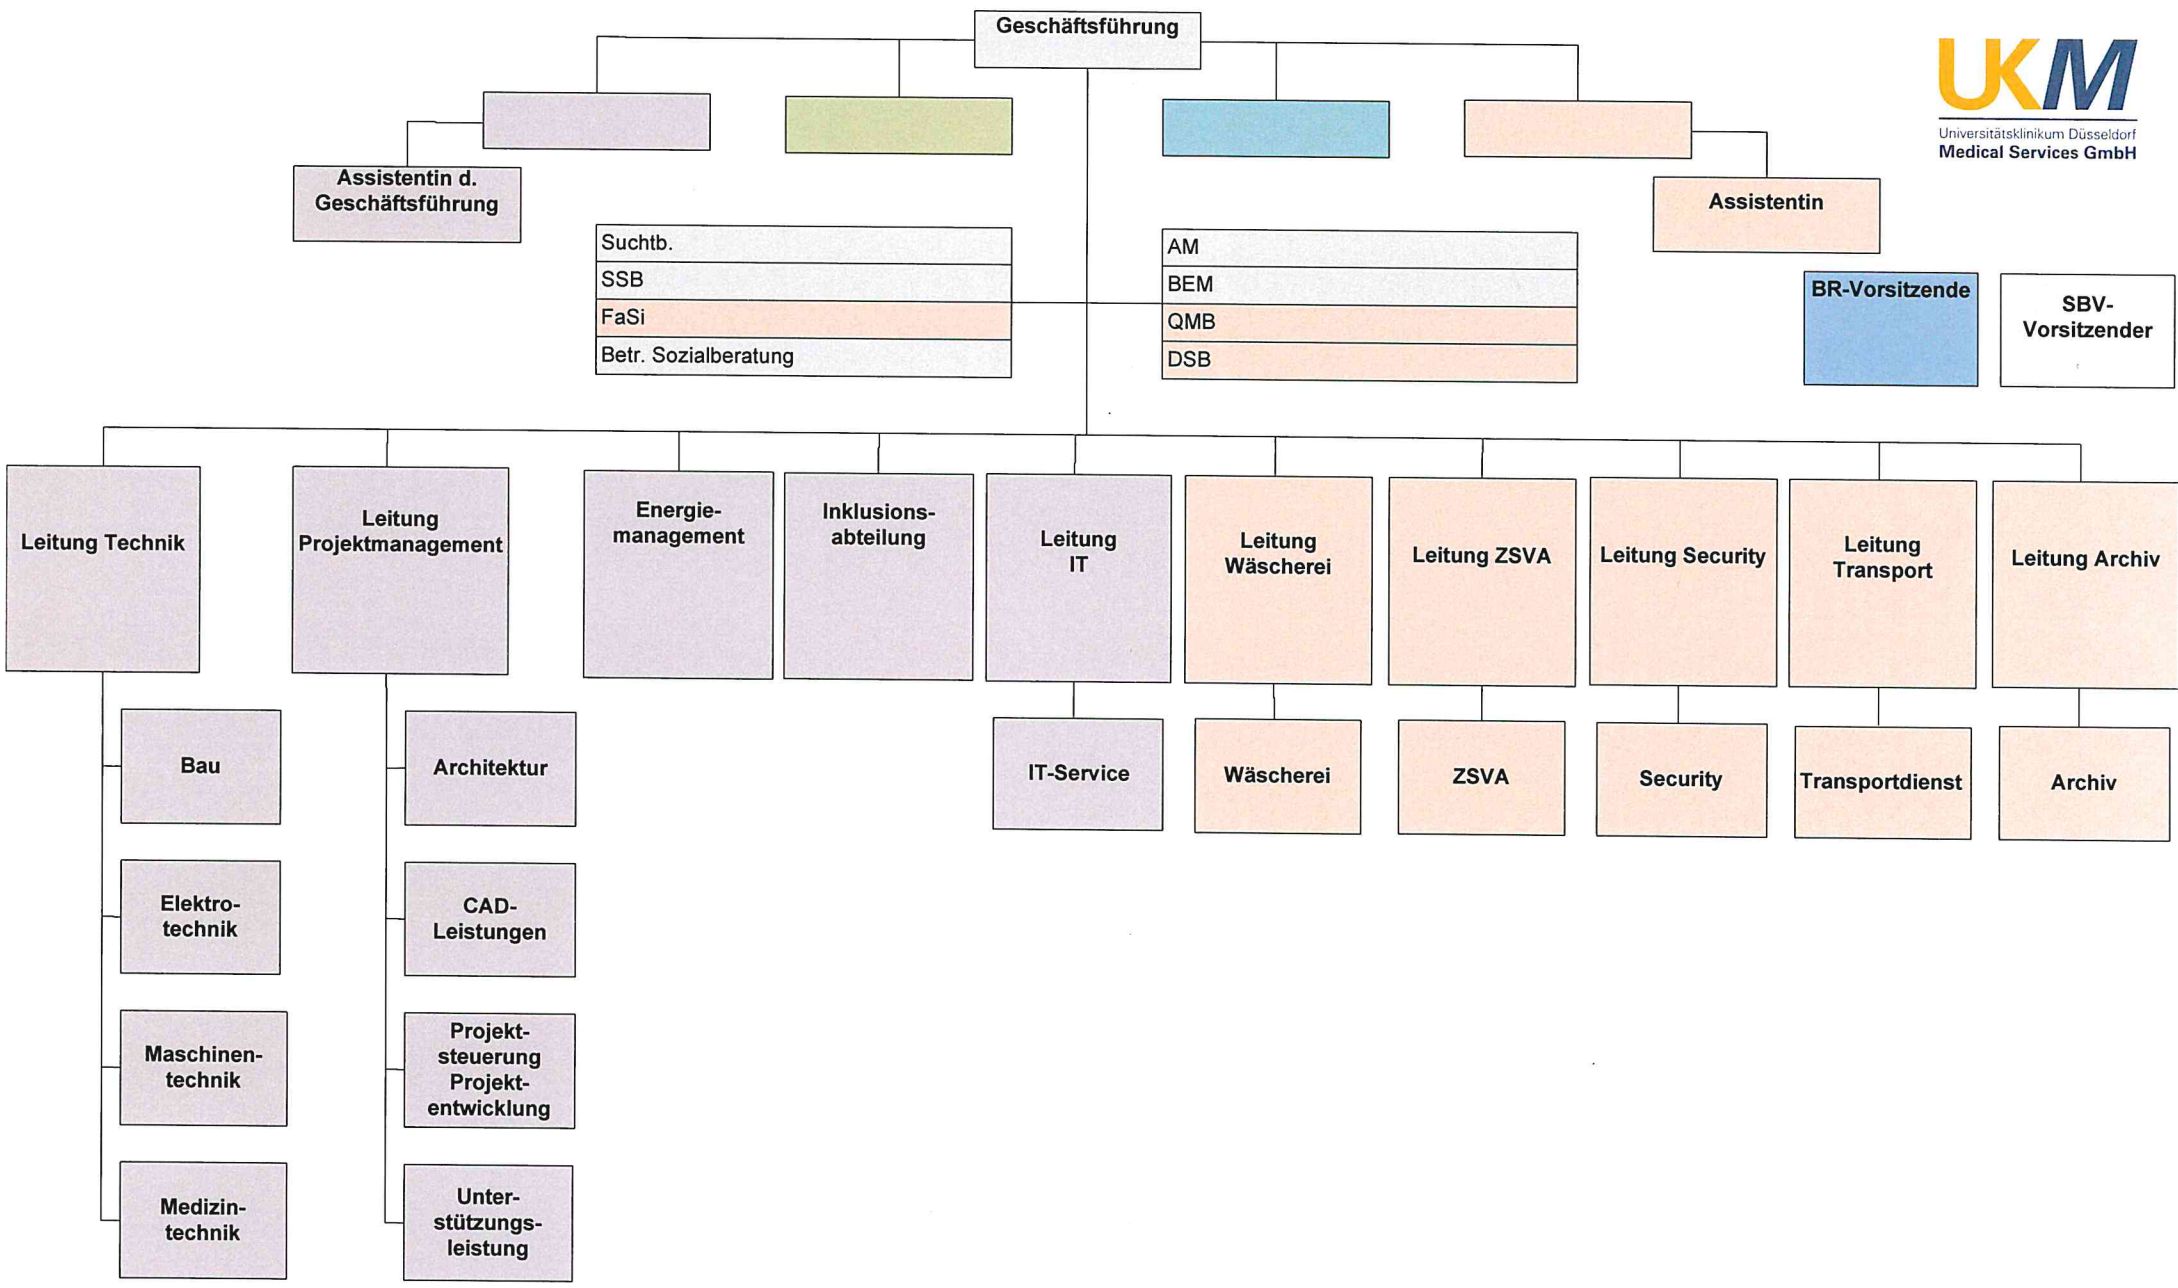 Geschäftsführung
UKM
Universitätsklinikum Düsseldorf
Medical Services GmbH
Assistentin d.
Geschäftsführung
Assistentin
Suchtb.
SSB
FaSi
Betr. Sozialberatung
AM
BEM
QMB
DSB
BR-Vorsitzende
SBV-
Vorsitzender
Leitung Technik
Leitung
Projektmanagement
Energie-
management
Inklusions-
abteilung
Leitung
IT
Leitung
Wäscherei
Leitung ZSVA
Leitung Security
Leitung
Transport
Leitung Archiv
Bau
Elektro-
technik
Maschinen-
technik
Medizin-
technik
Architektur
CAD-
Leistungen
Projekt-
steuerung
Projekt-
entwicklung
Unter-
stützungs-
leistung
IT-Service
Wäscherei
ZSVA
Security
Transportdienst
Archiv